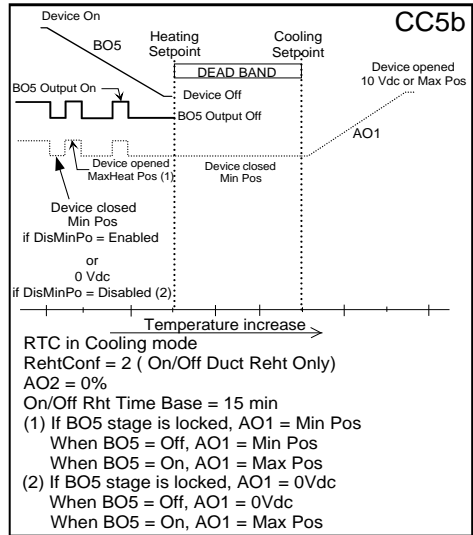 CC5b
Device On
BO5
Heating
Setpoint
Cooling
Setpoint
Device opened
10 Vdc or Max Pos
DEAD BAND
BO5 Output On
Device Off
BO5 Output Off
AO1
Device opened
MaxHeat Pos (1)
Device closed
Min Pos
Device closed
Min Pos
if DisMinPo = Enabled
or
0 Vdc
if DisMinPo = Disabled (2)
Temperature increase
RTC in Cooling mode
RehtConf = 2 ( On/Off Duct Reht Only)
AO2 = 0%
On/Off Rht Time Base = 15 min
(1) If BO5 stage is locked, AO1 = Min Pos
When BO5 = Off, AO1 = Min Pos
When BO5 = On, AO1 = Max Pos
(2) If BO5 stage is locked, AO1 = 0Vdc
When BO5 = Off, AO1 = 0Vdc
When BO5 = On, AO1 = Max Pos